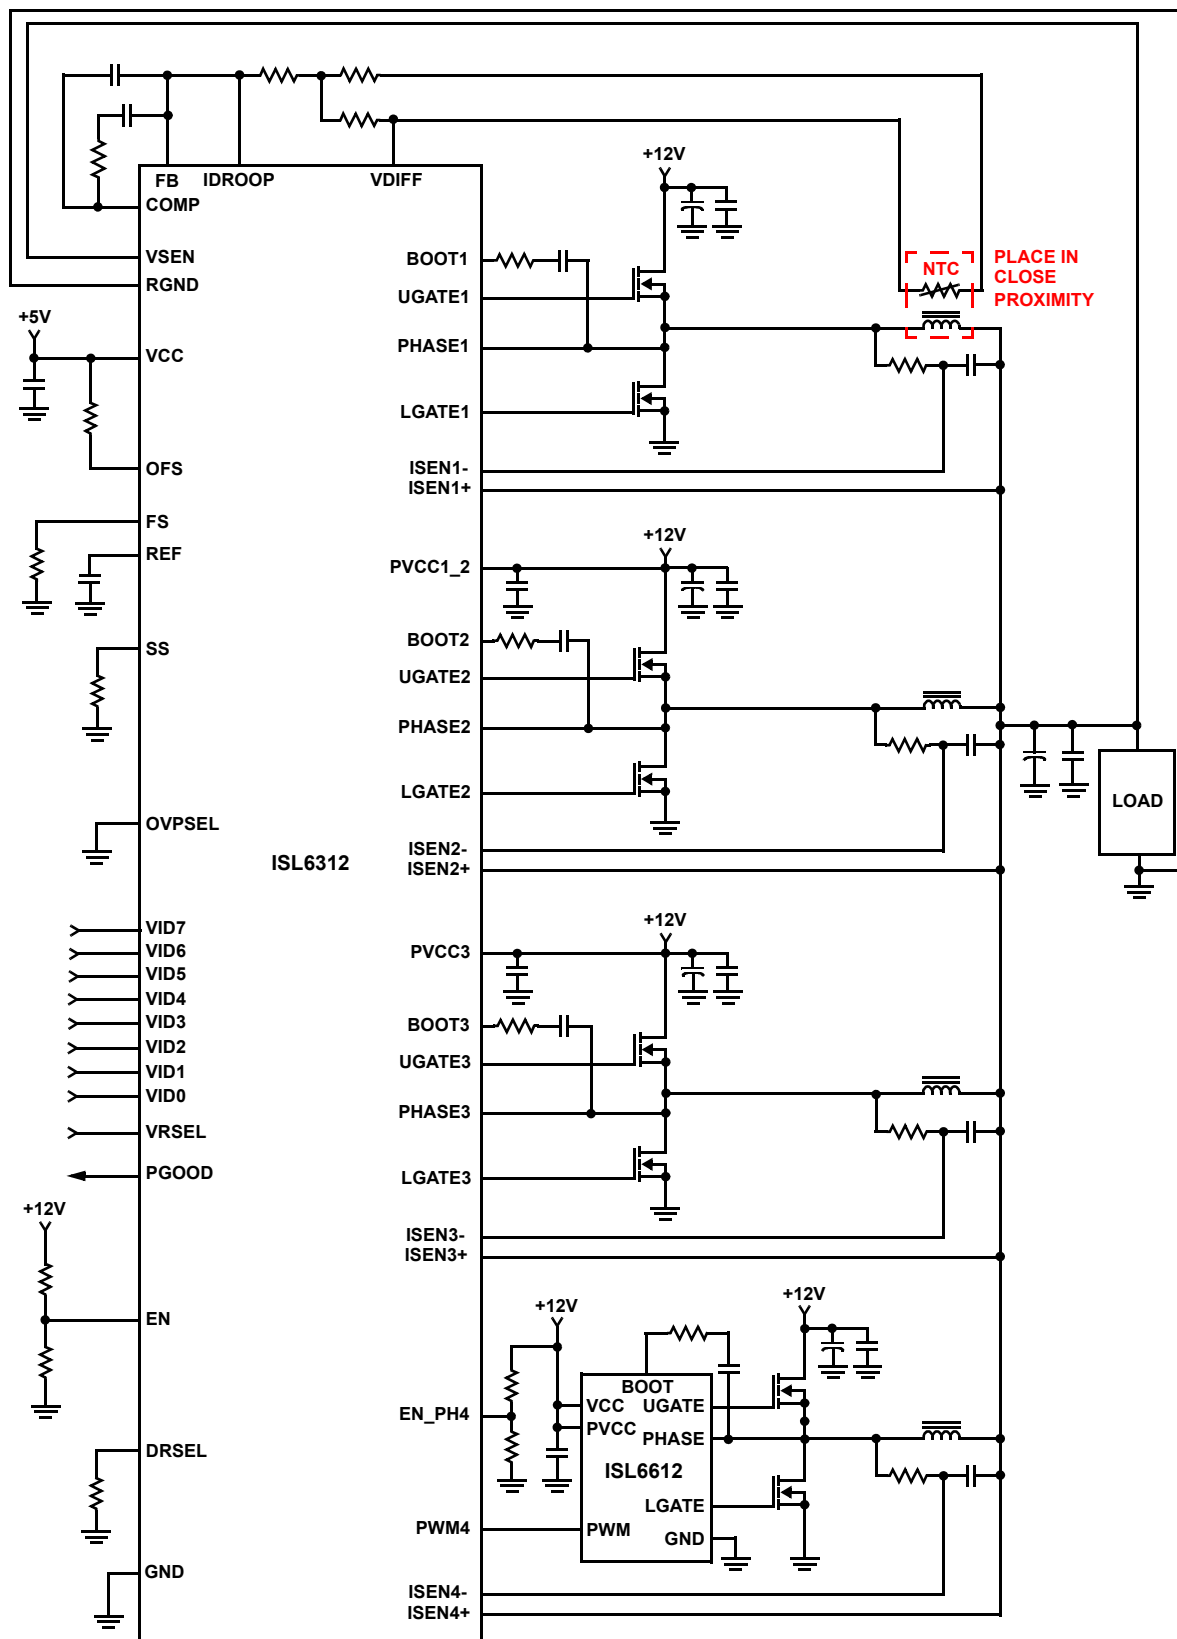 FB IDROOP VDIFF
COMP
VSEN
RGND
+5V
VCC
OFS
FS
REF
SS
OVPSEL
ISL6312
VID7
VID6
VID5
VID4
VID3
VID2
VID1
VID0
VRSEL
PGOOD
+12V
EN
DRSEL
GND
+12V
BOOT1
UGATE1
PHASE1
LGATE1
ISEN1-
ISEN1+
NTC
PLACE IN
CLOSE
PROXIMITY
+12V
PVCC1_2
BOOT2
UGATE2
PHASE2
LGATE2
ISEN2-
ISEN2+
LOAD
+12V
PVCC3
BOOT3
UGATE3
PHASE3
LGATE3
ISEN3-
ISEN3+
+12V
+12V
EN_PH4
PWM4
BOOT
VCC
UGATE
PVCC
PHASE
ISL6612
LGATE
PWM
GND
ISEN4-
ISEN4+